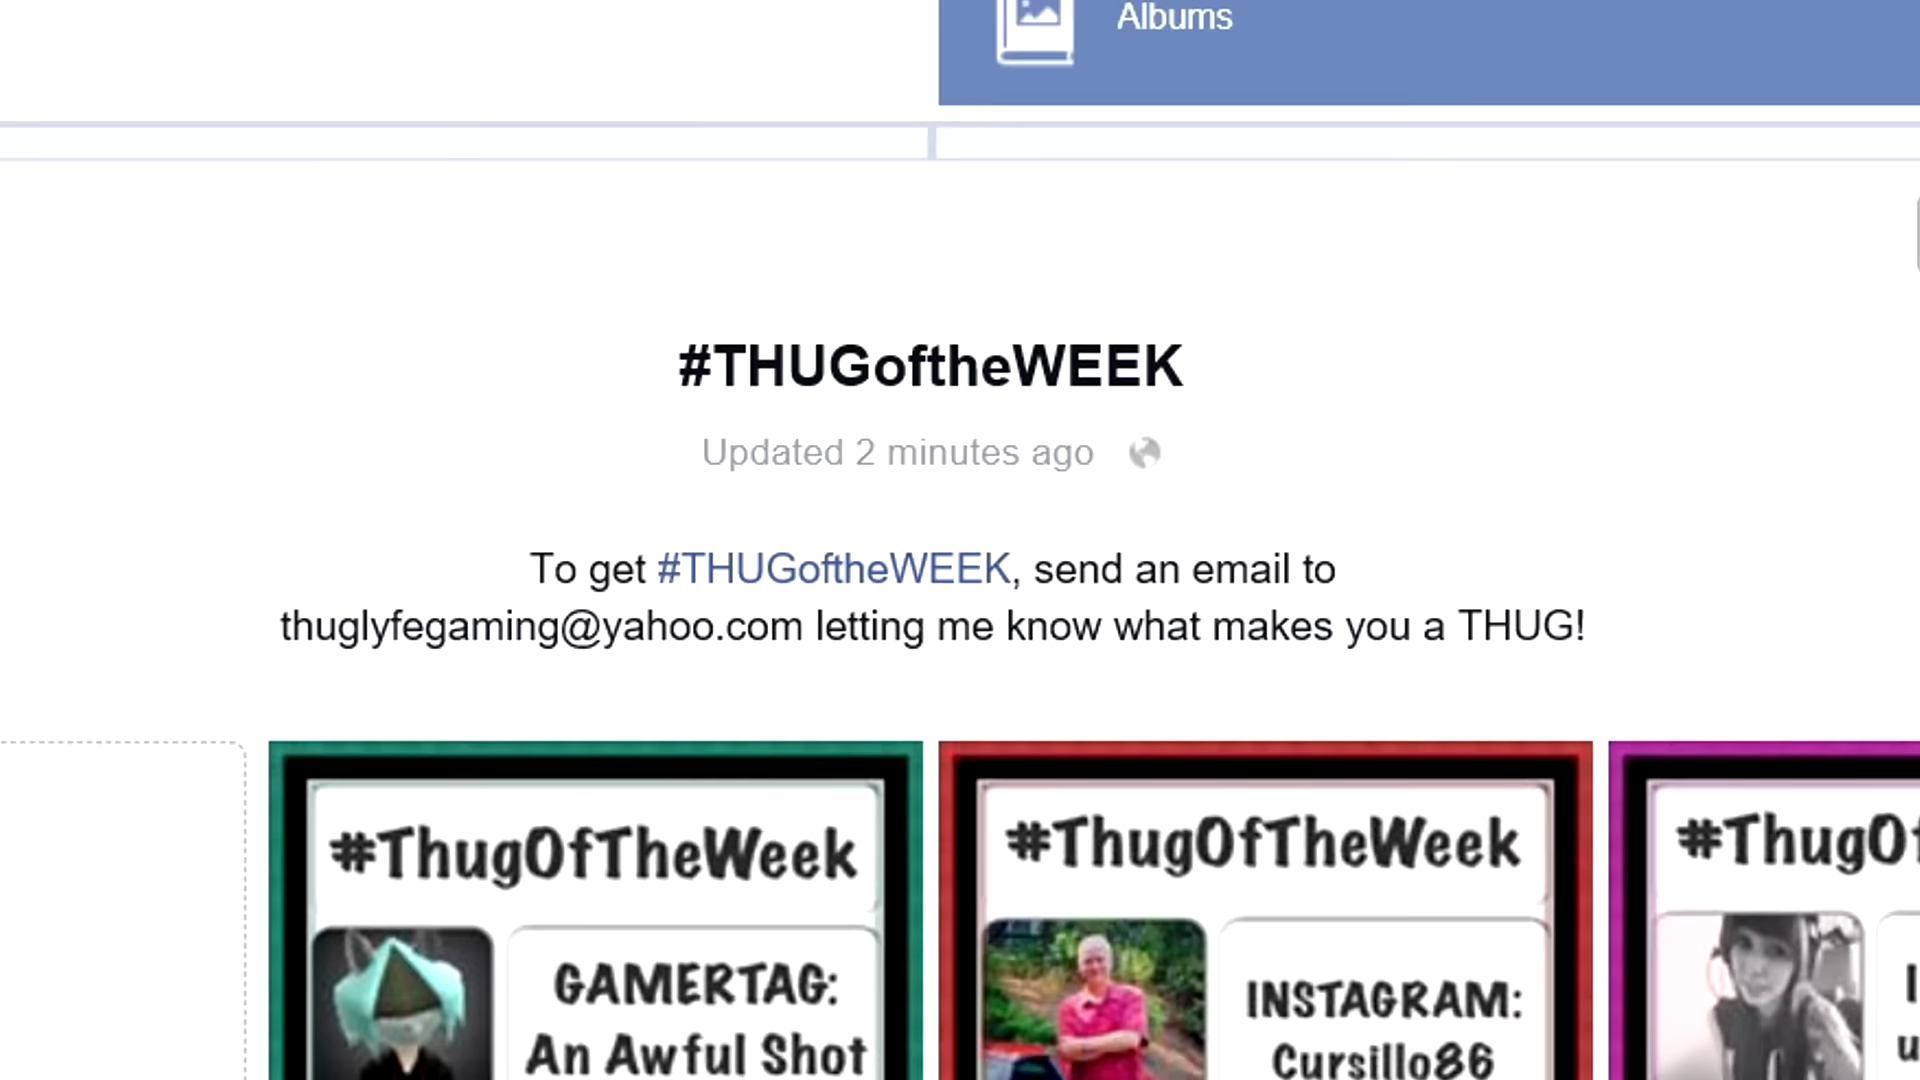 Albums
#THUGoftheWEEK
Updated 2 minutes ago
To get #THUGoftheWEEK, send an email to
thuglyfegaming@yahoo.com letting me know what makes you a THUG!
#ThugOfTheWeek
GAMERTAG:
An Awful Shot
#ThugOfTheWeek
INSTAGRAM:
Cursillo86
#ThugOf